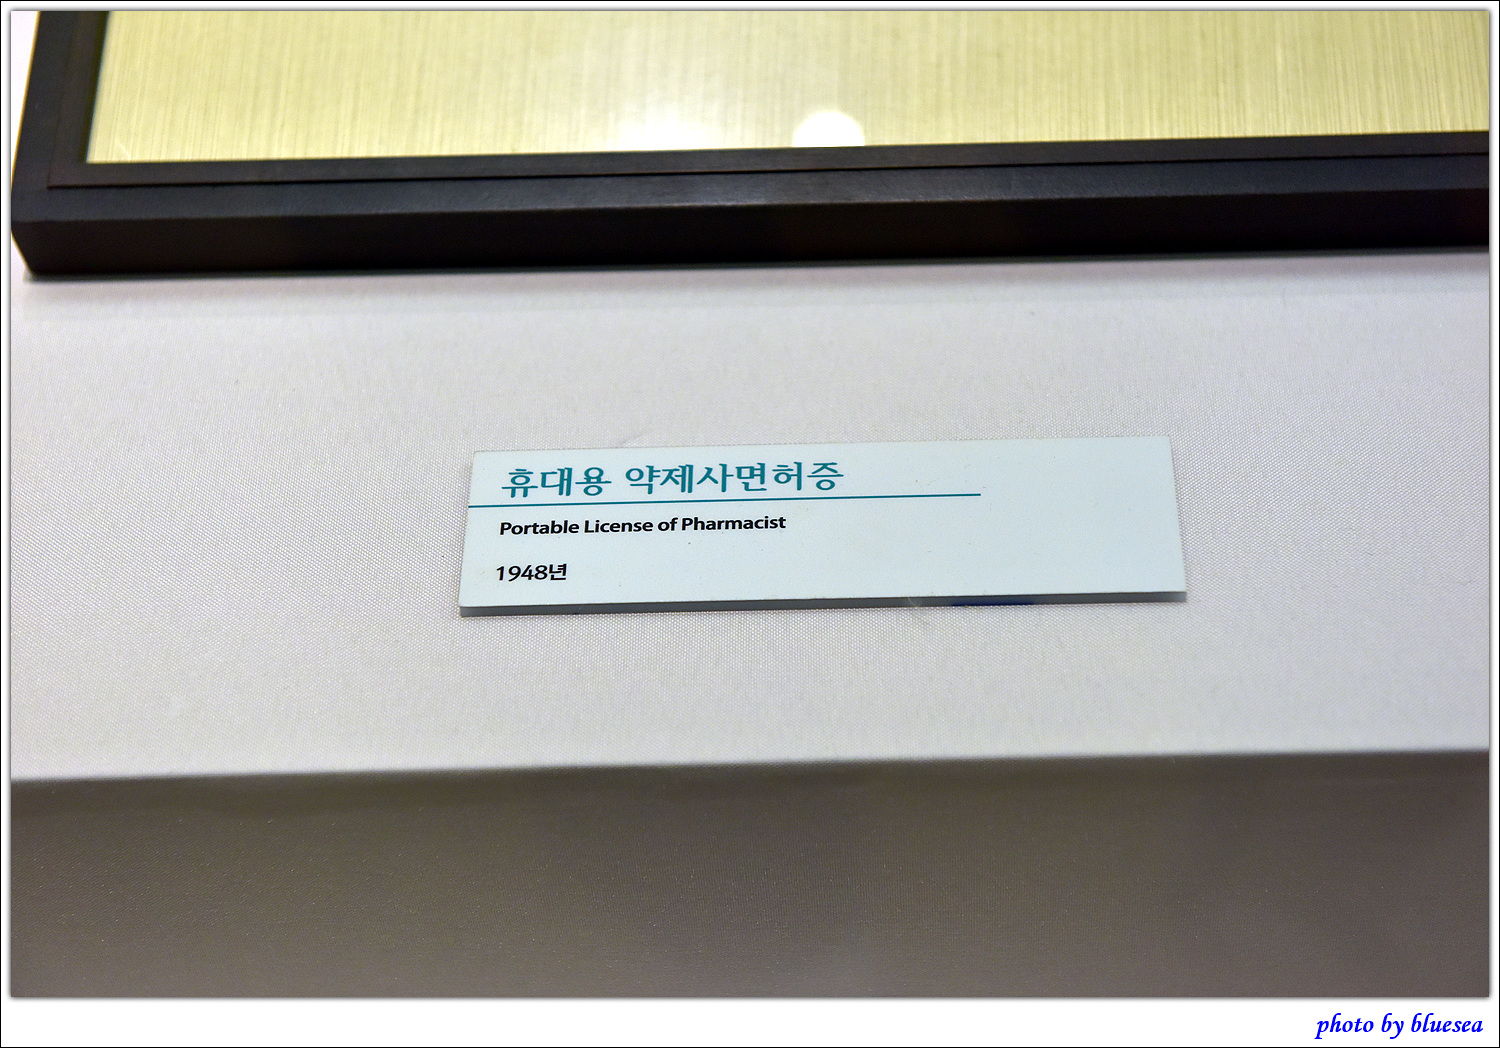 휴대용 약제사면허증
Portable License of Pharmacist
1948년
photo by bluesea